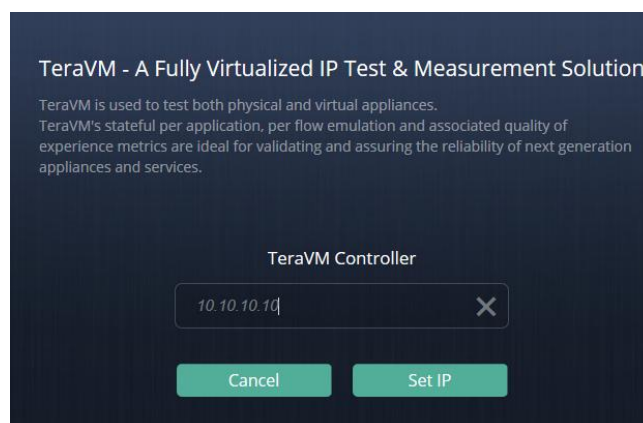 TeraVM - A Fully Virtualized IP Test & Measurement Solution
TeraVM is used to test both physical and virtual appliances.
TeraVM's stateful per application, per flow emulation and associated quality of
experience metrics are ideal for validating and assuring the reliability of next generation
appliances and services.
TeraVM Controller
10.10.10.10
Cancel
Set IP